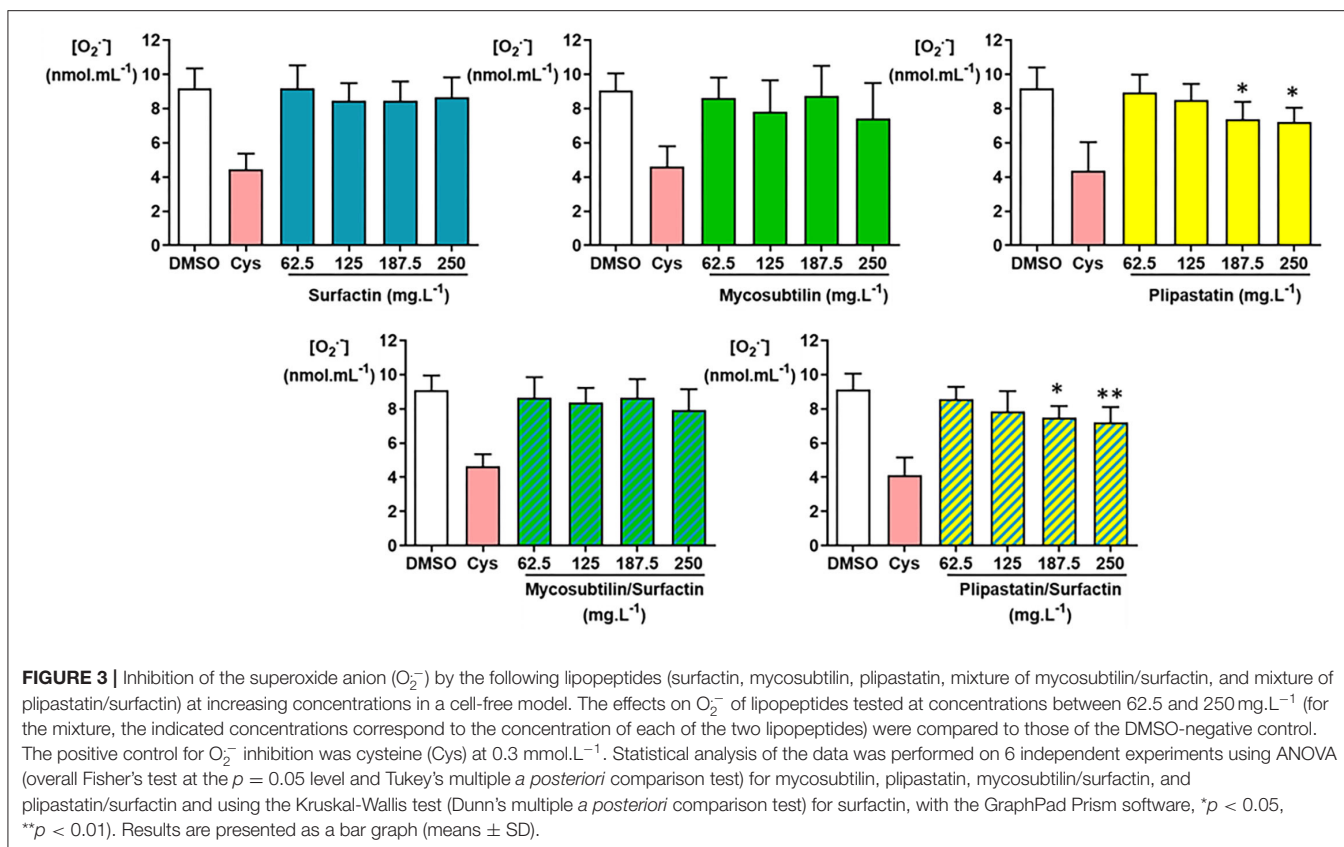 [O₂·⁻]
(nmol.mL⁻¹)
12
10
8
6
4
2
0
DMSO Cys 62.5 125 187.5 250
Surfactin (mg.L⁻¹)
[O₂·⁻]
(nmol.mL⁻¹)
12
10
8
6
4
2
0
DMSO Cys 62.5 125 187.5 250
Mycosubtilin (mg.L⁻¹)
[O₂·⁻]
(nmol.mL⁻¹)
12
10
8
6
4
2
0
* *
DMSO Cys 62.5 125 187.5 250
Plipastatin (mg.L⁻¹)
[O₂·⁻]
(nmol.mL⁻¹)
12
10
8
6
4
2
0
DMSO Cys 62.5 125 187.5 250
Mycosubtilin/Surfactin
(mg.L⁻¹)
[O₂·⁻]
(nmol.mL⁻¹)
12
10
8
6
4
2
0
* **
DMSO Cys 62.5 125 187.5 250
Plipastatin/Surfactin
(mg.L⁻¹)
FIGURE 3 | Inhibition of the superoxide anion (O₂·⁻) by the following lipopeptides (surfactin, mycosubtilin, plipastatin, mixture of mycosubtilin/surfactin, and mixture of
plipastatin/surfactin) at increasing concentrations in a cell-free model. The effects on O₂·⁻ of lipopeptides tested at concentrations between 62.5 and 250 mg.L⁻¹ (for
the mixture, the indicated concentrations correspond to the concentration of each of the two lipopeptides) were compared to those of the DMSO-negative control.
The positive control for O₂·⁻ inhibition was cysteine (Cys) at 0.3 mmol.L⁻¹. Statistical analysis of the data was performed on 6 independent experiments using ANOVA
(overall Fisher's test at the p = 0.05 level and Tukey's multiple a posteriori comparison test) for mycosubtilin, plipastatin, mycosubtilin/surfactin, and
plipastatin/surfactin and using the Kruskal-Wallis test (Dunn's multiple a posteriori comparison test) for surfactin, with the GraphPad Prism software, *p < 0.05,
**p < 0.01). Results are presented as a bar graph (means ± SD).